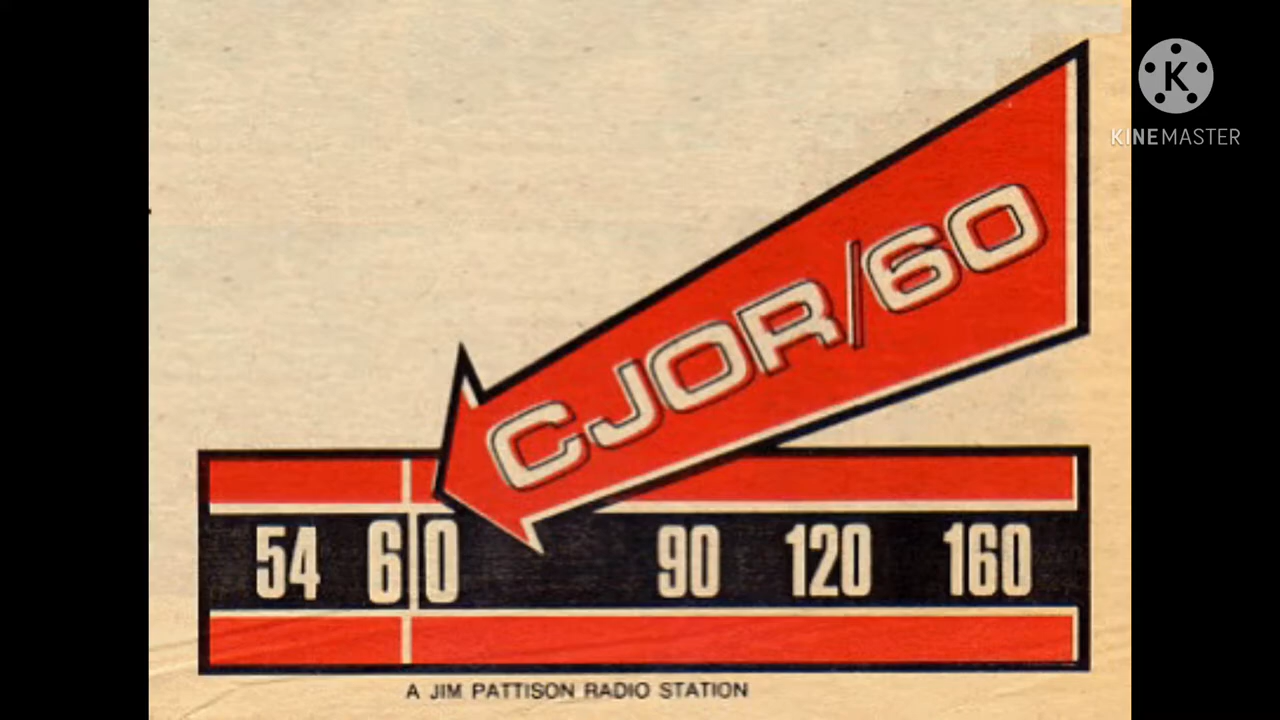 K
KINEMASTER
CJOR/60
54 60 90 120 160
A JIM PATTISON RADIO STATION